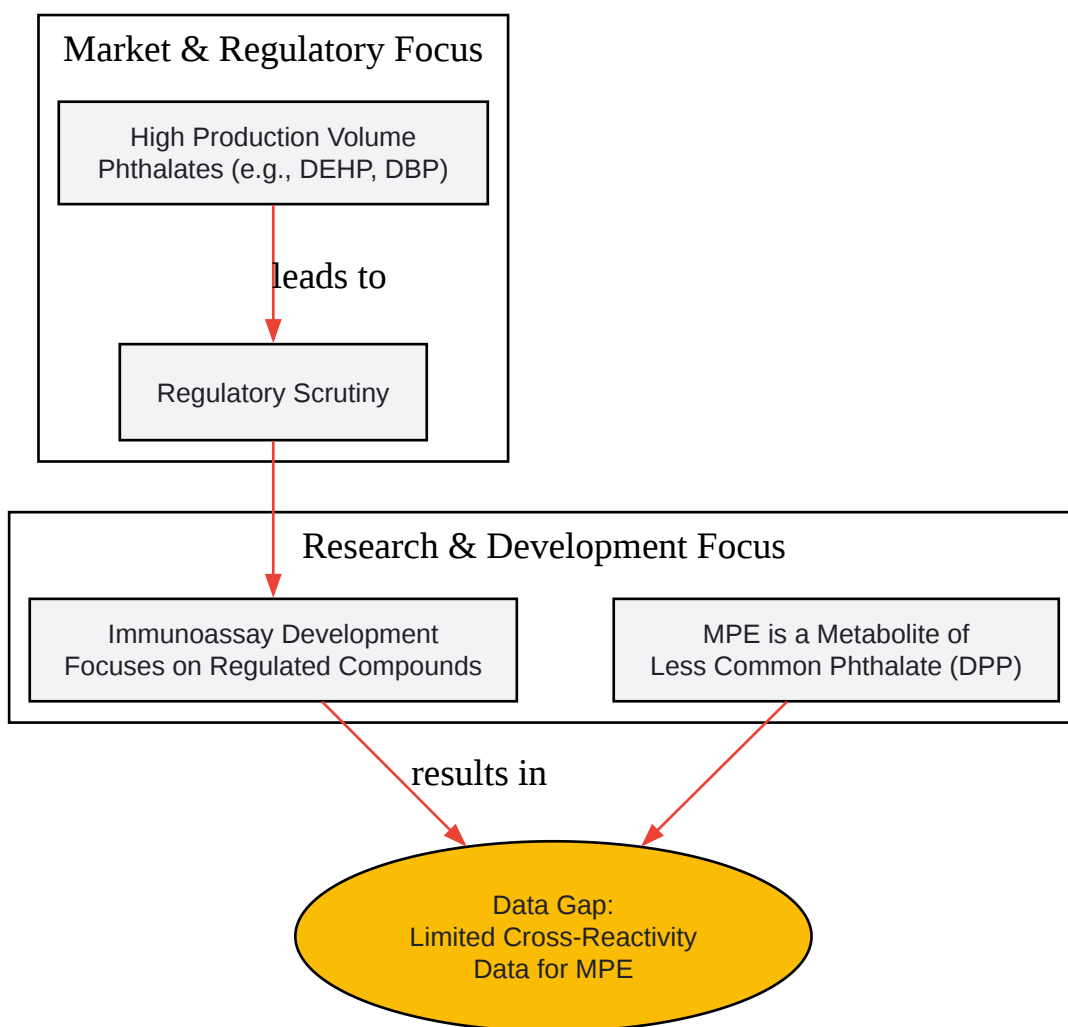 Market & Regulatory Focus
High Production Volume
Phthalates (e.g., DEHP, DBP)
leads to
Regulatory Scrutiny
Research & Development Focus
Immunoassay Development
Focuses on Regulated Compounds
MPE is a Metabolite of
Less Common Phthalate (DPP)
results in
Data Gap:
Limited Cross-Reactivity
Data for MPE